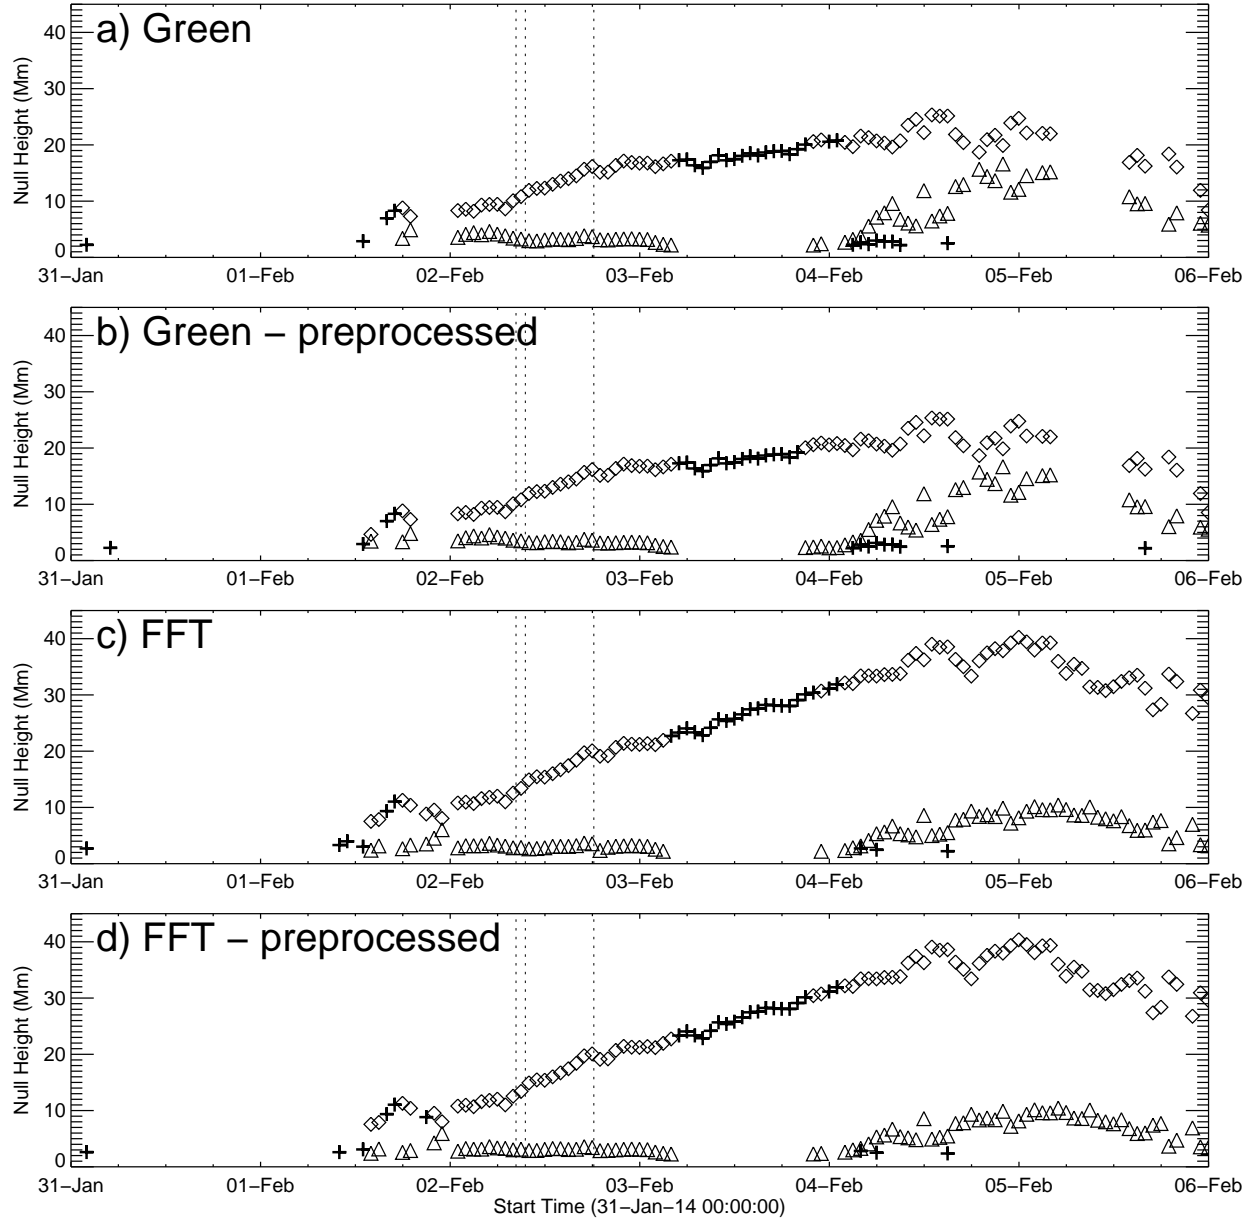 a) Green
Null Height (Mm)
40
30
20
10
0
31−Jan 01−Feb 02−Feb 03−Feb 04−Feb 05−Feb 06−Feb
b) Green − preprocessed
Null Height (Mm)
40
30
20
10
0
31−Jan 01−Feb 02−Feb 03−Feb 04−Feb 05−Feb 06−Feb
c) FFT
Null Height (Mm)
40
30
20
10
0
31−Jan 01−Feb 02−Feb 03−Feb 04−Feb 05−Feb 06−Feb
d) FFT − preprocessed
Null Height (Mm)
40
30
20
10
0
31−Jan 01−Feb 02−Feb 03−Feb 04−Feb 05−Feb 06−Feb
Start Time (31−Jan−14 00:00:00)